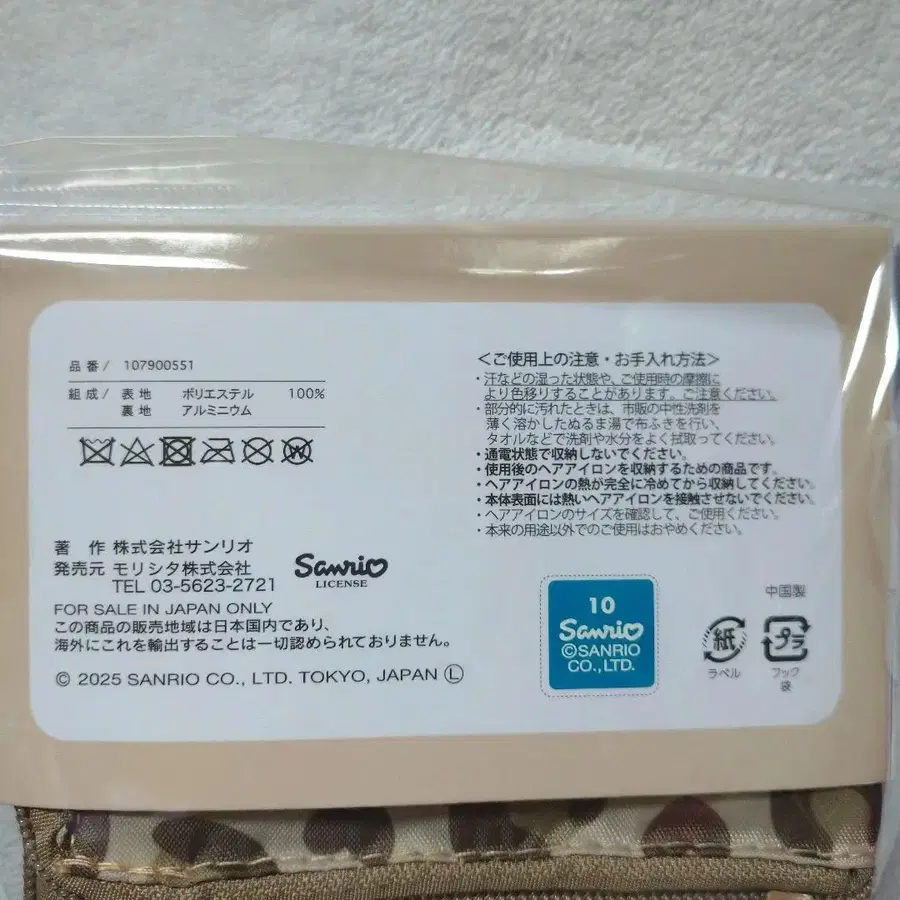 品番/ 107900551
組成/ 表地 ポリエステル 100%
裏地 アルミニウム
著 作 株式会社サンリオ
発売元 モリシタ株式会社
TEL 03-5623-2721
Sanrio
LICENSE
FOR SALE IN JAPAN ONLY
この商品の販売地域は日本国内であり、
海外にこれを輸出することは一切認められておりません。
© 2025 SANRIO CO., LTD. TOKYO, JAPAN Ⓛ
<ご使用上の注意・お手入れ方法>
・汗などの湿った状態や、ご使用時の摩擦に
より色移りすることがあります。ご注意ください。
・部分的に汚れたときは、市販の中性洗剤を
薄く溶かしたぬるま湯で布ふきを行い、
タオルなどで洗剤や水分をよく拭取ってください。
・通電状態で収納しないでください。
・使用後のヘアアイロンを収納するための商品です。
・ヘアアイロンの熱が完全に冷めてから収納してください。
・本体表面には熱いヘアアイロンを接触させないでください。
・ヘアアイロンのサイズを確認して、ご使用ください。
・本来の用途以外でのご使用はおやめください。
中国製
10
Sanrio
©SANRIO
CO.,LTD.
紙
ラベル
プラ
フック
袋